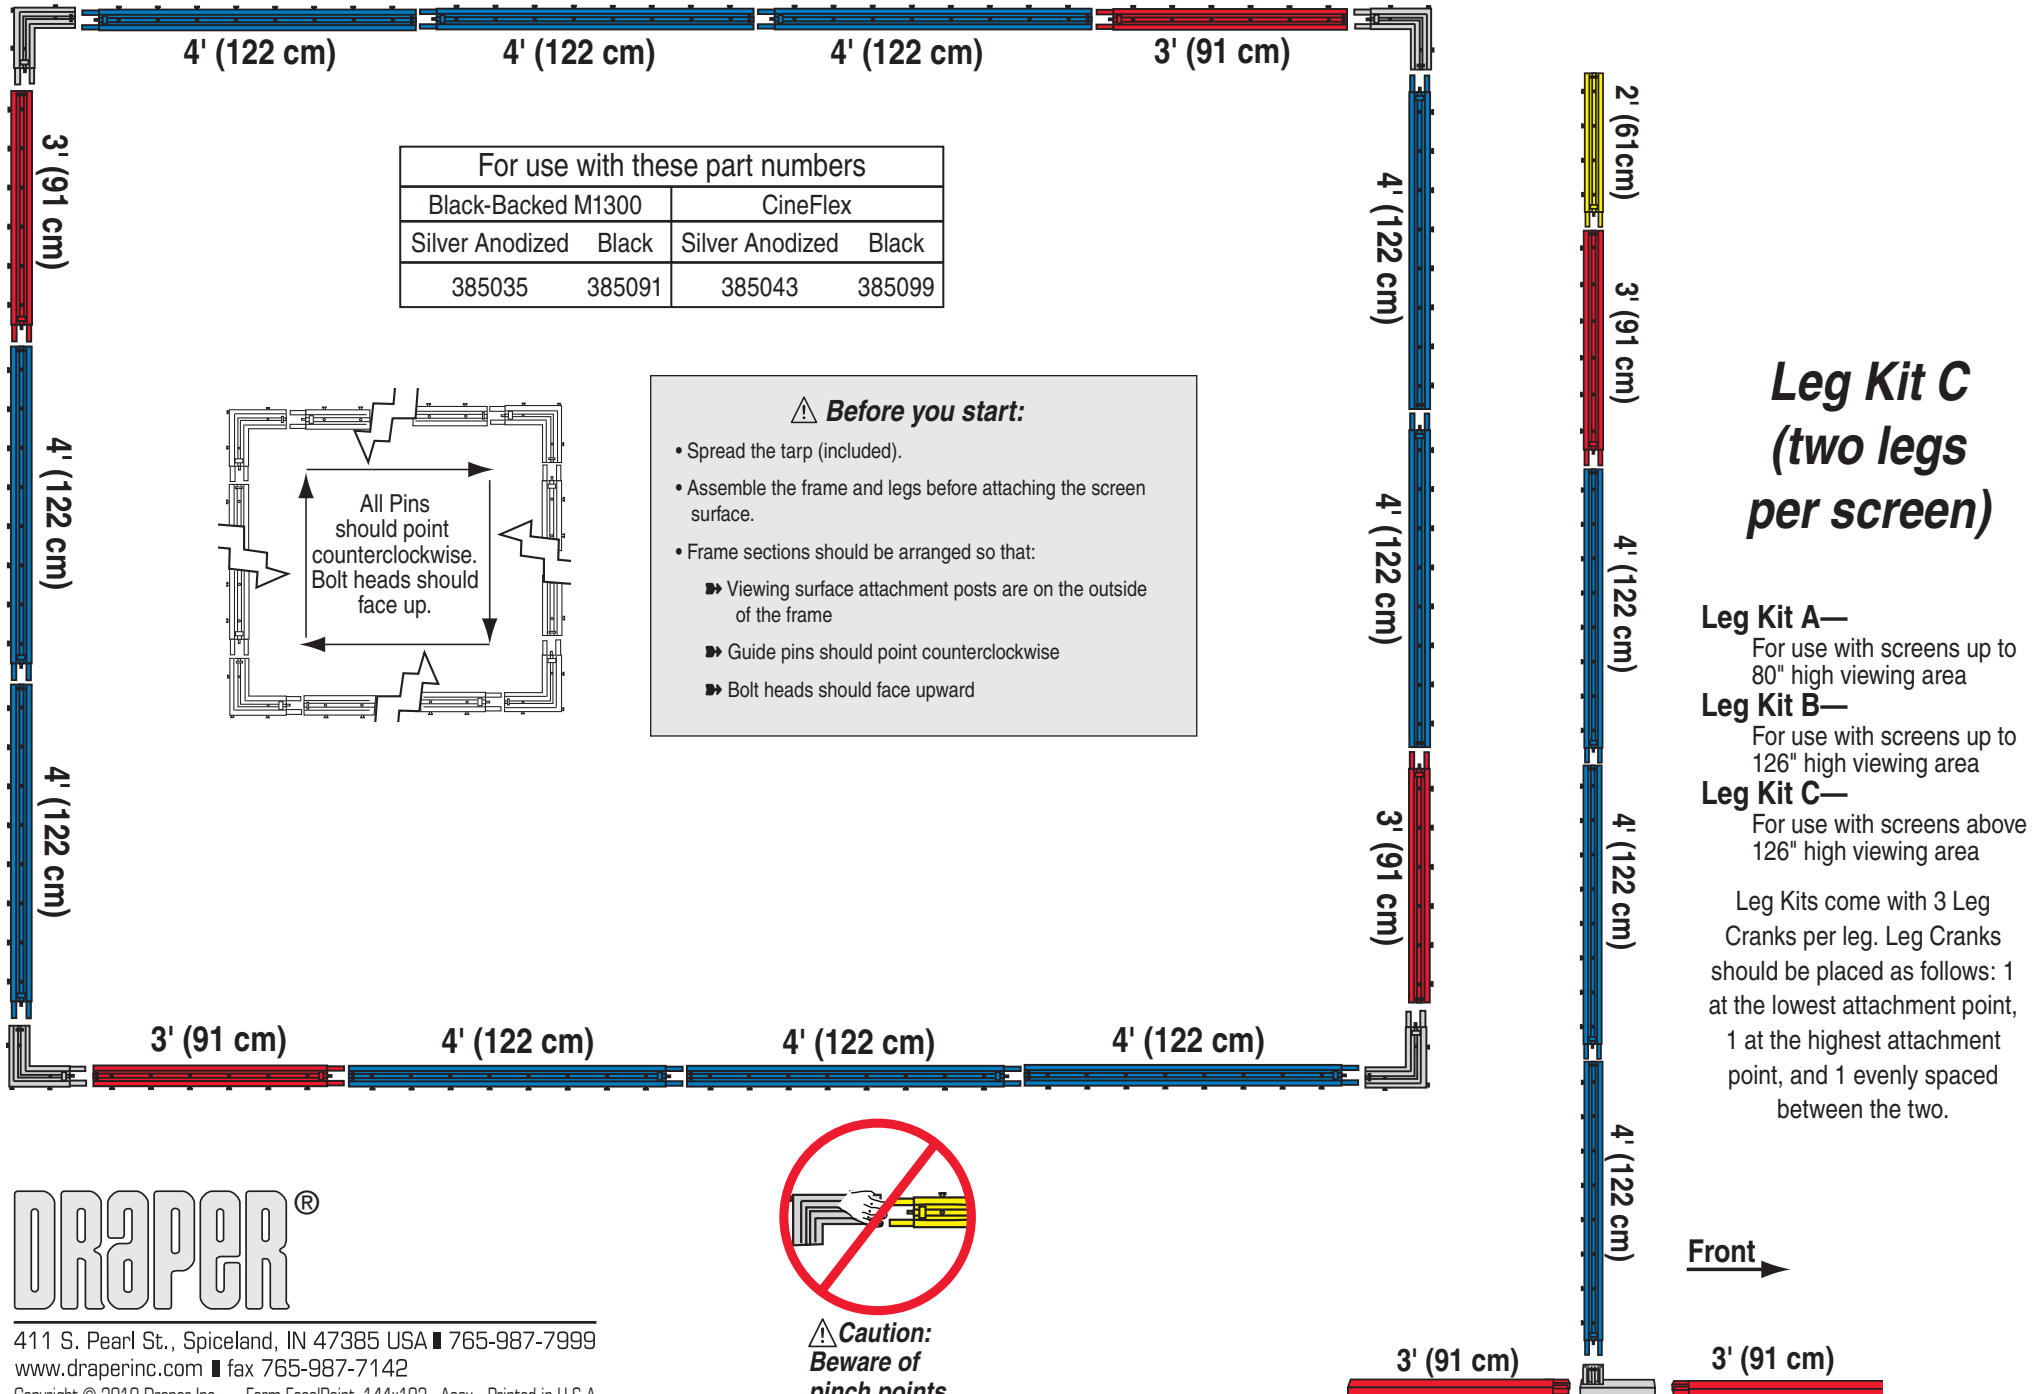 4' (122 cm)
4' (122 cm)
4' (122 cm)
3' (91 cm)
3' (91 cm)
4' (122 cm)
4' (122 cm)
4' (122 cm)
4' (122 cm)
3' (91 cm)
3' (91 cm)
4' (122 cm)
4' (122 cm)
4' (122 cm)
For use with these part numbers
Black-Backed M1300 CineFlex
Silver Anodized Black Silver Anodized Black
385035 385091 385043 385099
All Pins
should point
counterclockwise.
Bolt heads should
face up.
⚠ Before you start:
• Spread the tarp (included).
• Assemble the frame and legs before attaching the screen
surface.
• Frame sections should be arranged so that:
➽ Viewing surface attachment posts are on the outside
of the frame
➽ Guide pins should point counterclockwise
➽ Bolt heads should face upward
2' (61cm)
3' (91 cm)
4' (122 cm)
4' (122 cm)
4' (122 cm)
Leg Kit C
(two legs
per screen)
Leg Kit A—
For use with screens up to
80" high viewing area
Leg Kit B—
For use with screens up to
126" high viewing area
Leg Kit C—
For use with screens above
126" high viewing area
Leg Kits come with 3 Leg
Cranks per leg. Leg Cranks
should be placed as follows: 1
at the lowest attachment point,
1 at the highest attachment
point, and 1 evenly spaced
between the two.
Front
3' (91 cm)
3' (91 cm)
DRAPER®
411 S. Pearl St., Spiceland, IN 47385 USA ▮ 765-987-7999
www.draperinc.com ▮ fax 765-987-7142
Copyright © 2010 Draper Inc. Form FocalPoint_144x192_Assy Printed in U.S.A.
⚠ Caution:
Beware of
pinch points